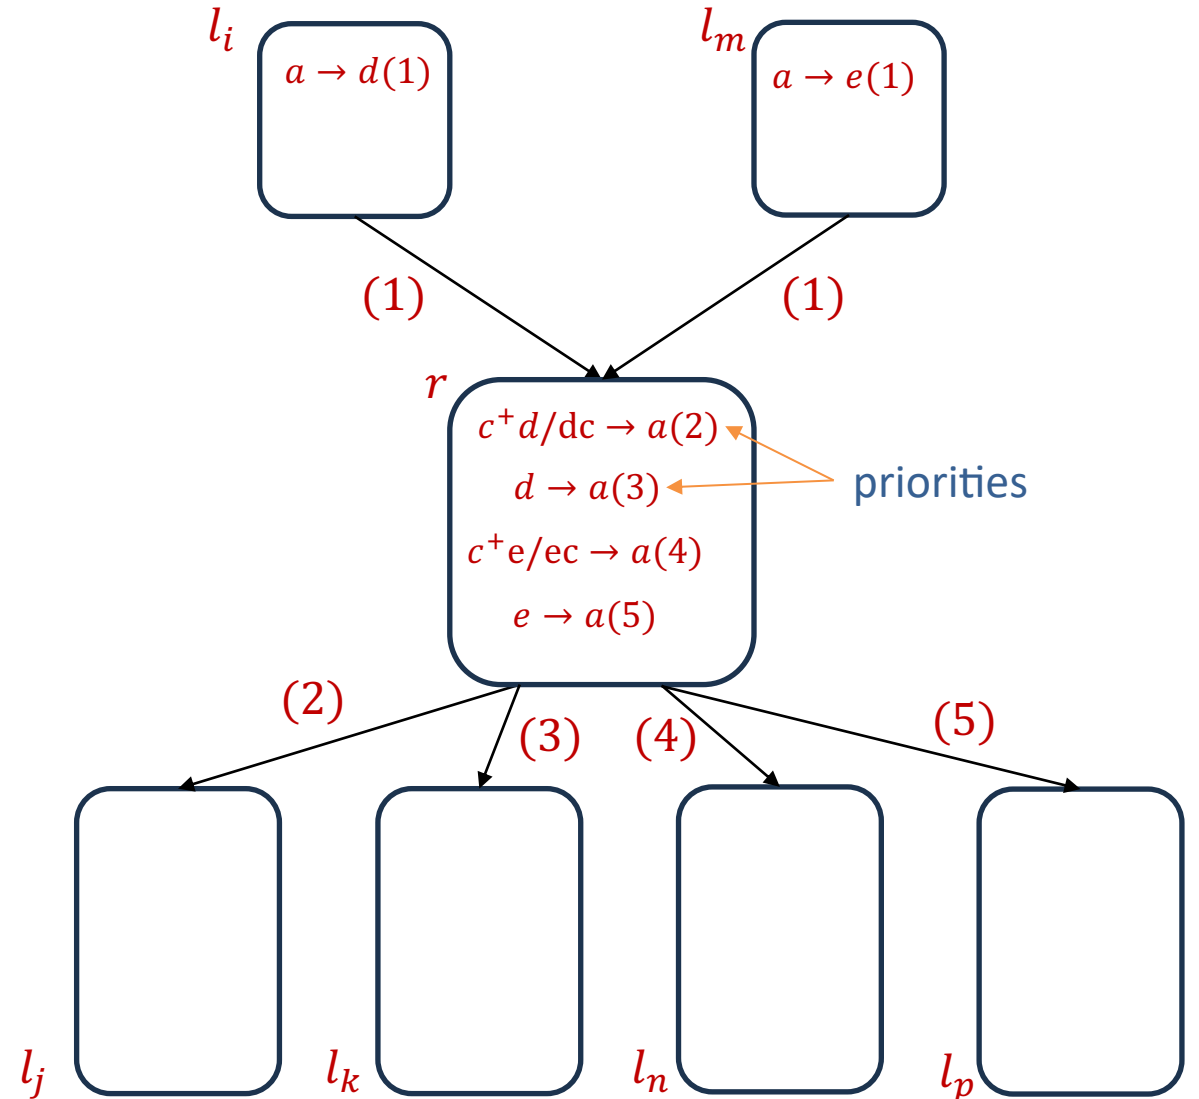 l_i
l_m
a → d(1)
a → e(1)
(1)
(1)
r
c⁺d/dc → a(2)
d → a(3)
priorities
c⁺e/ec → a(4)
e → a(5)
(2)
(3)
(4)
(5)
l_j
l_k
l_n
l_p